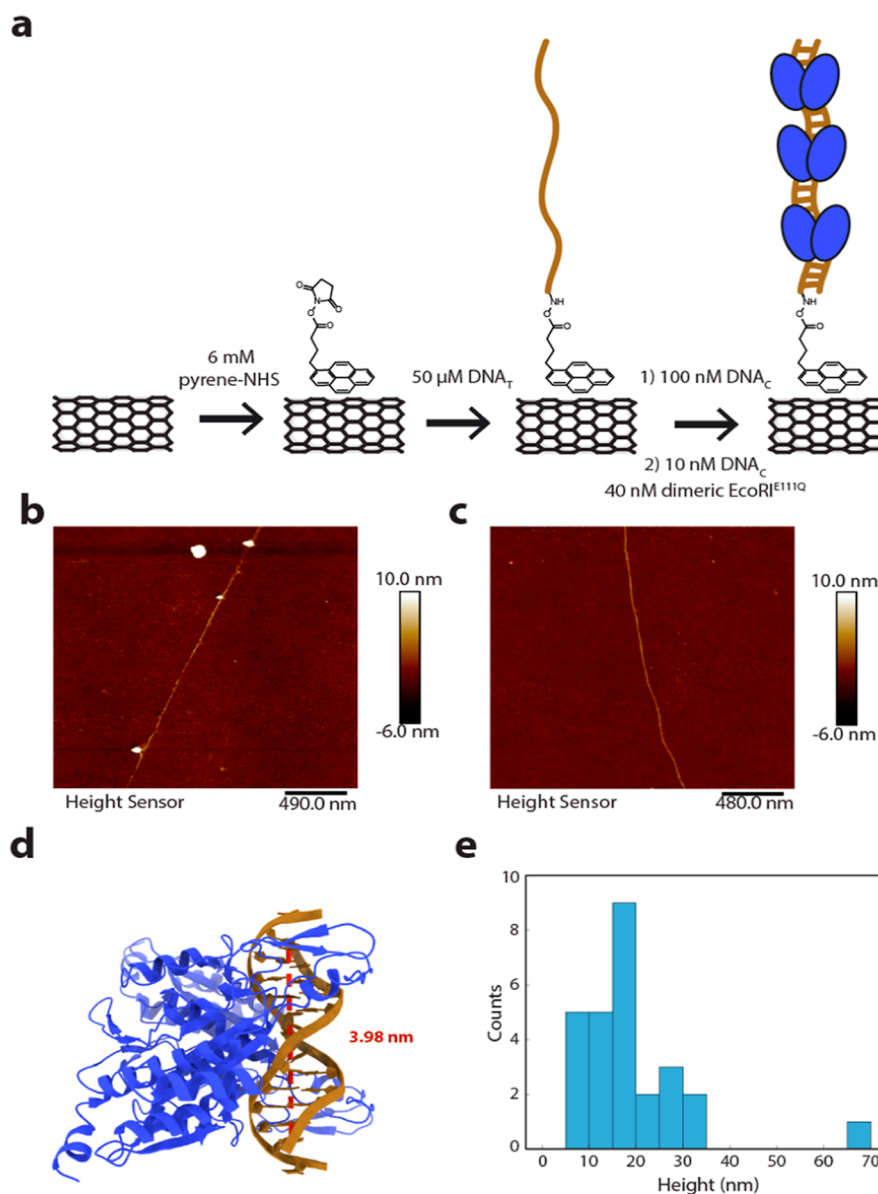 a
O
N
O
O
O
6 mM
pyrene-NHS
50 μM DNA_T
NH
O
O
1) 100 nM DNA_C
2) 10 nM DNA_C
40 nM dimeric EcoRI^E111Q
NH
O
O
b
10.0 nm
-6.0 nm
Height Sensor
490.0 nm
c
10.0 nm
-6.0 nm
Height Sensor
480.0 nm
d
3.98 nm
e
10
8
6
4
2
0
Counts
0 10 20 30 40 50 60 70
Height (nm)